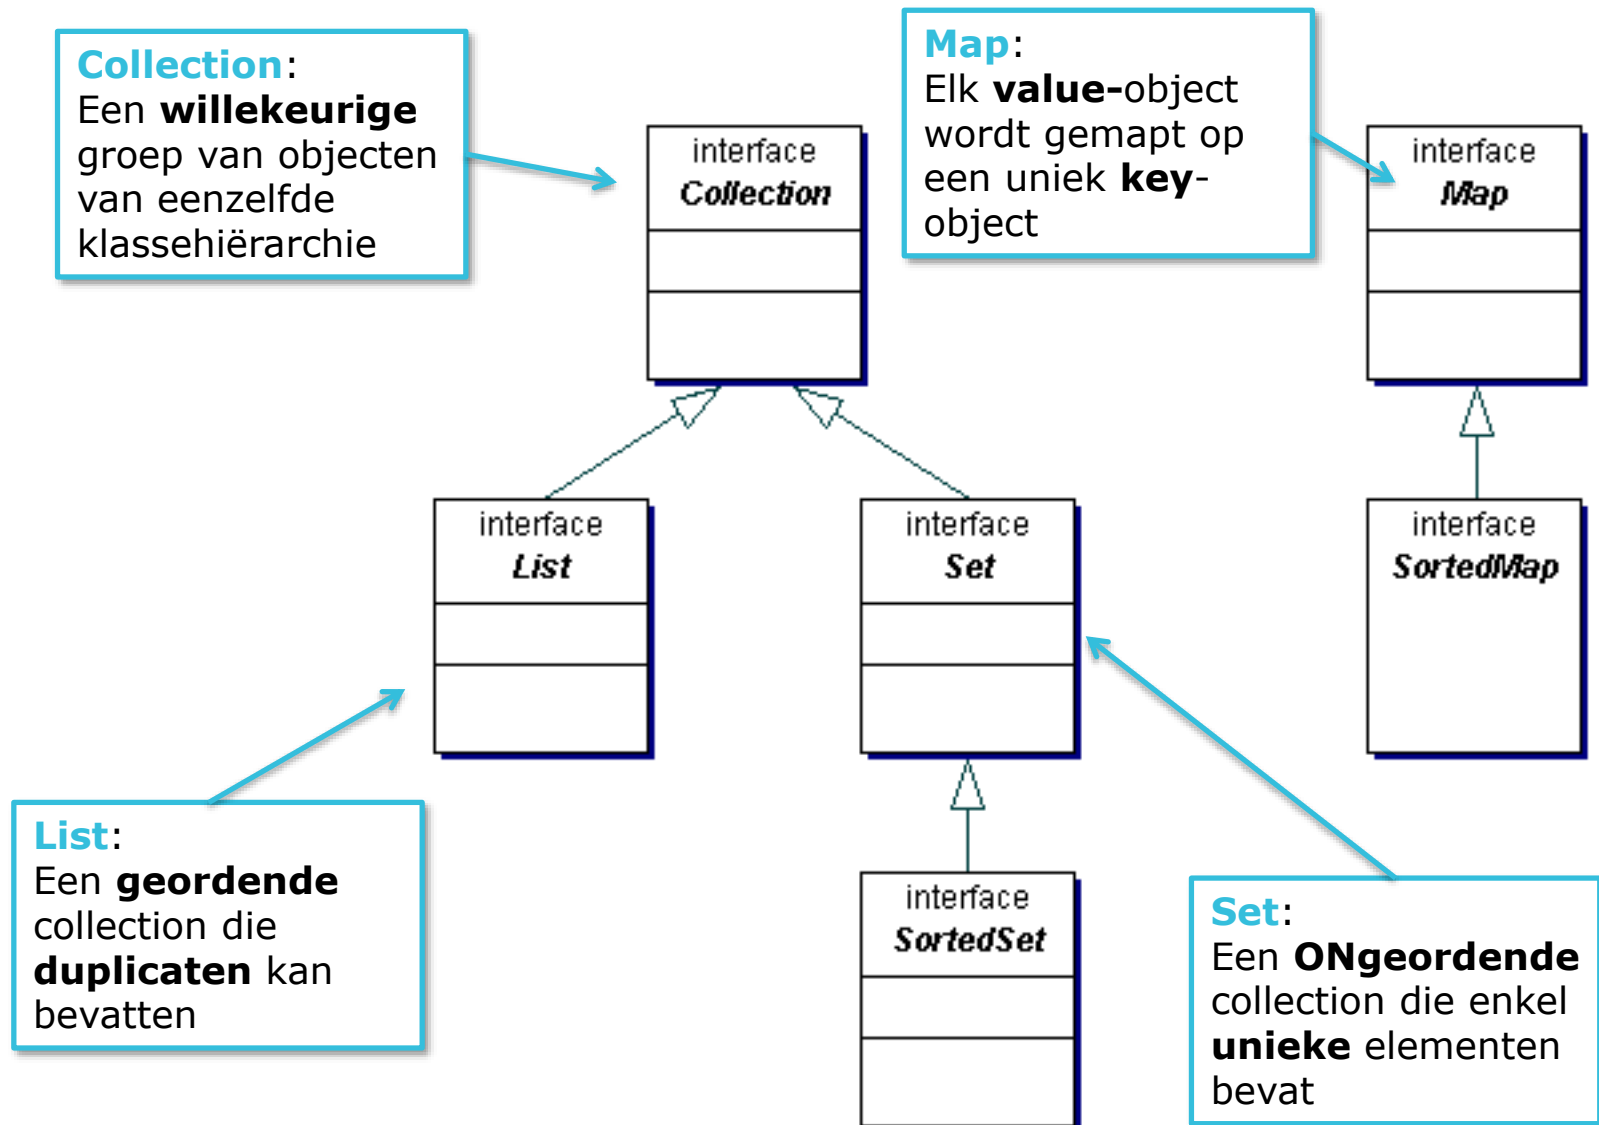 Collection:
Een willekeurige
groep van objecten
van eenzelfde
klassehiërarchie
Map:
Elk value-object
wordt gemapt op
een uniek key-
object
interface
Collection
interface
Map
interface
List
interface
Set
interface
SortedMap
List:
Een geordende
collection die
duplicaten kan
bevatten
interface
SortedSet
Set:
Een ONgeordende
collection die enkel
unieke elementen
bevat